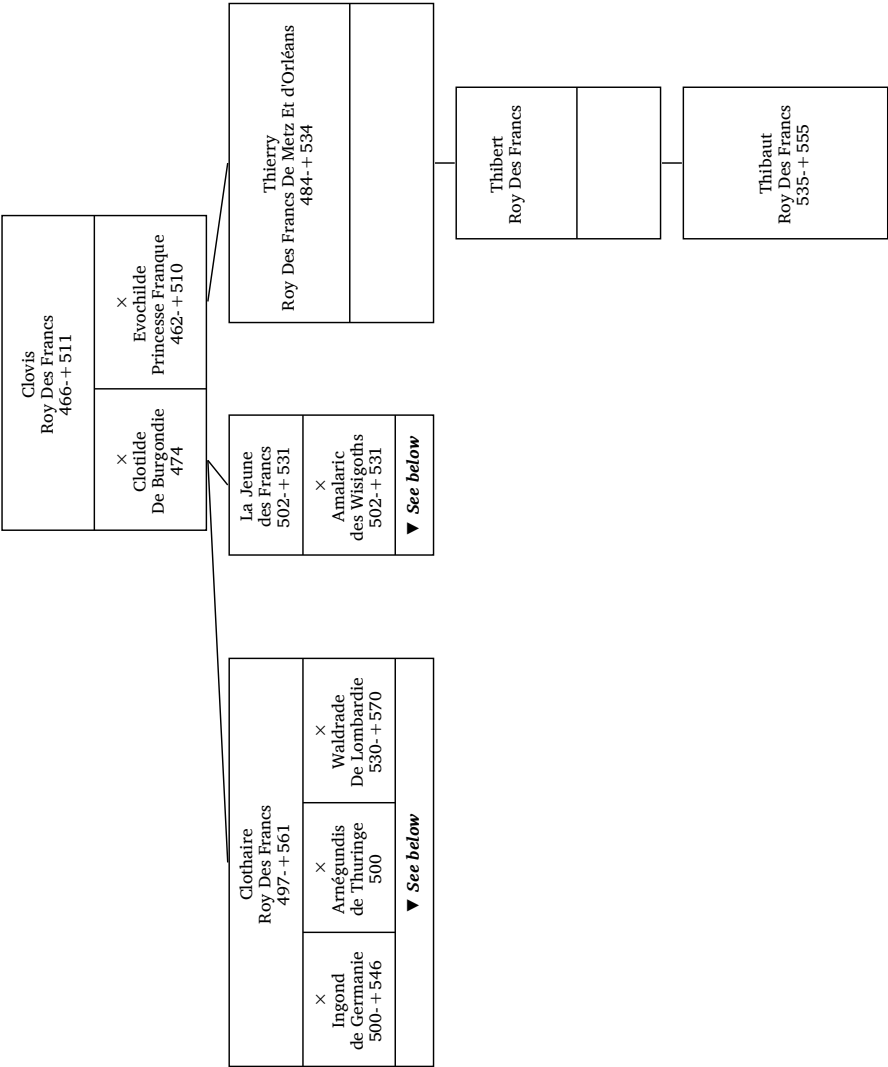 Clovis
Roy Des Francs
466-+511
×
Clotilde
De Burgondie
474
×
Evochilde
Princesse Franque
462-+510
Clothaire
Roy Des Francs
497-+561
×
Ingond
de Germanie
500-+546
×
Arnégundis
de Thuringe
500
×
Waldrade
De Lombardie
530-+570
▼ See below
La Jeune
des Francs
502-+531
×
Amalaric
des Wisigoths
502-+531
▼ See below
Thierry
Roy Des Francs De Metz Et d'Orléans
484-+534
Thibert
Roy Des Francs
Thibaut
Roy Des Francs
535-+555